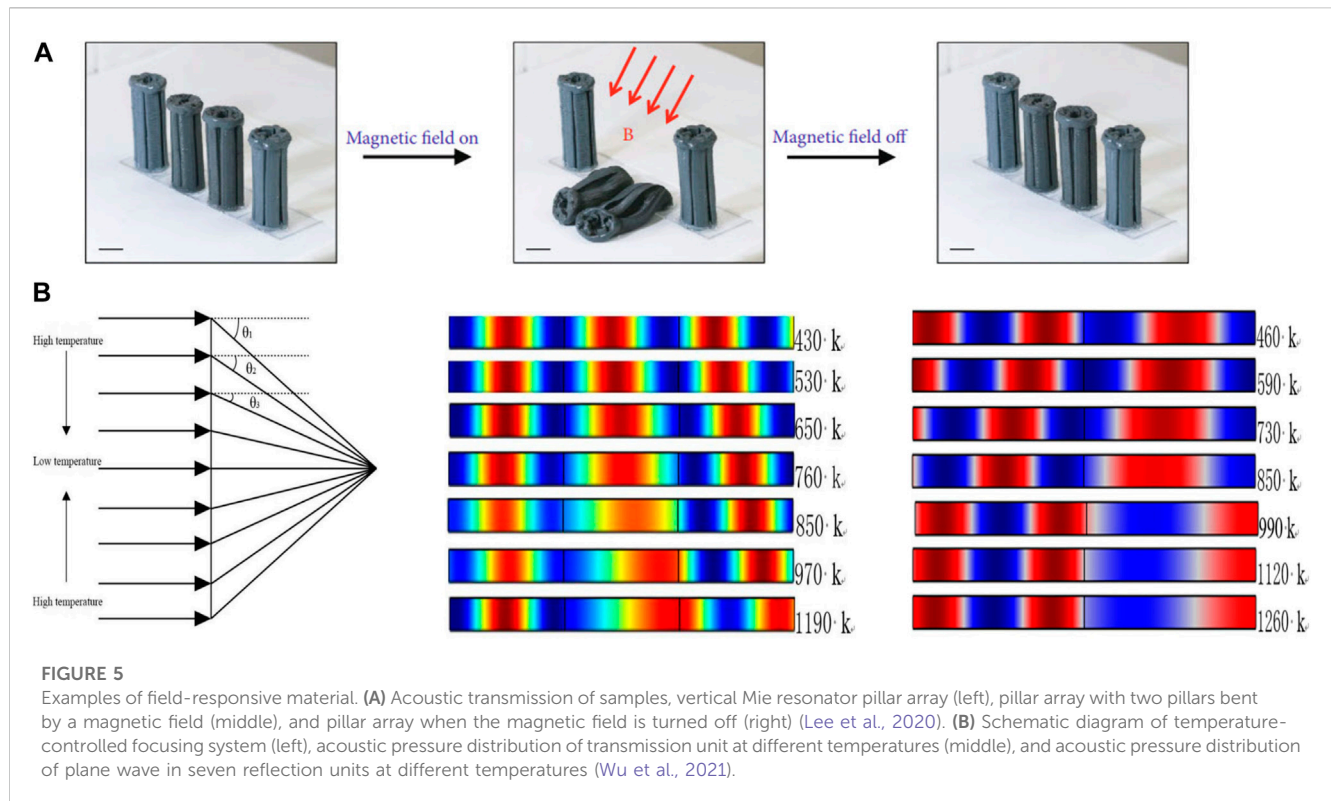 A
Magnetic field on
B
Magnetic field off
B
High temperature
Low temperature
High temperature
θ1
θ2
θ3
430 k
530 k
650 k
760 k
850 k
970 k
1190 k
460 k
590 k
730 k
850 k
990 k
1120 k
1260 k
FIGURE 5
Examples of field-responsive material. (A) Acoustic transmission of samples, vertical Mie resonator pillar array (left), pillar array with two pillars bent
by a magnetic field (middle), and pillar array when the magnetic field is turned off (right) (Lee et al., 2020). (B) Schematic diagram of temperature-
controlled focusing system (left), acoustic pressure distribution of transmission unit at different temperatures (middle), and acoustic pressure distribution
of plane wave in seven reflection units at different temperatures (Wu et al., 2021).